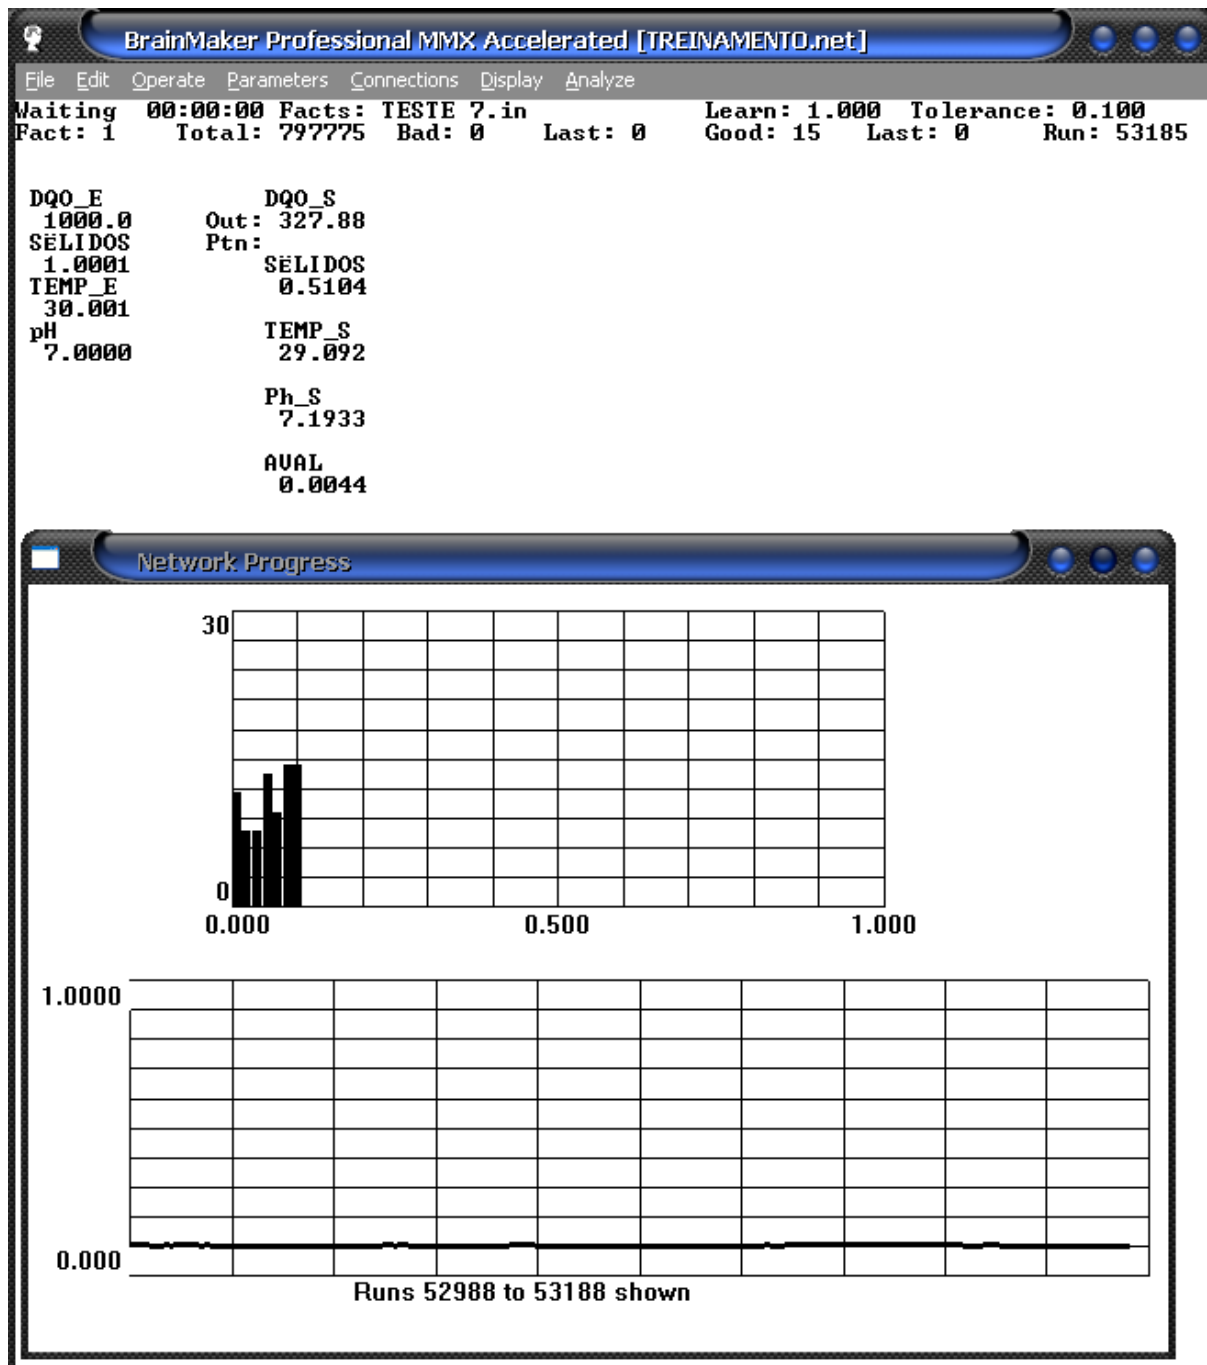 BrainMaker Professional MMX Accelerated [TREINAMENTO.net]
File Edit Operate Parameters Connections Display Analyze
Waiting 00:00:00 Facts: TESTE 7.in Learn: 1.000 Tolerance: 0.100
Fact: 1 Total: 797775 Bad: 0 Last: 0 Good: 15 Last: 0 Run: 53185
DQO_E DQO_S
1000.0 Out: 327.88
SËLIDOS Ptn:
1.0001 SËLIDOS
TEMP_E 0.5104
30.001
pH TEMP_S
7.0000 29.092
Ph_S
7.1933
AVAL
0.0044
Network Progress
30
0
0.000 0.500 1.000
1.0000
0.000
Runs 52988 to 53188 shown